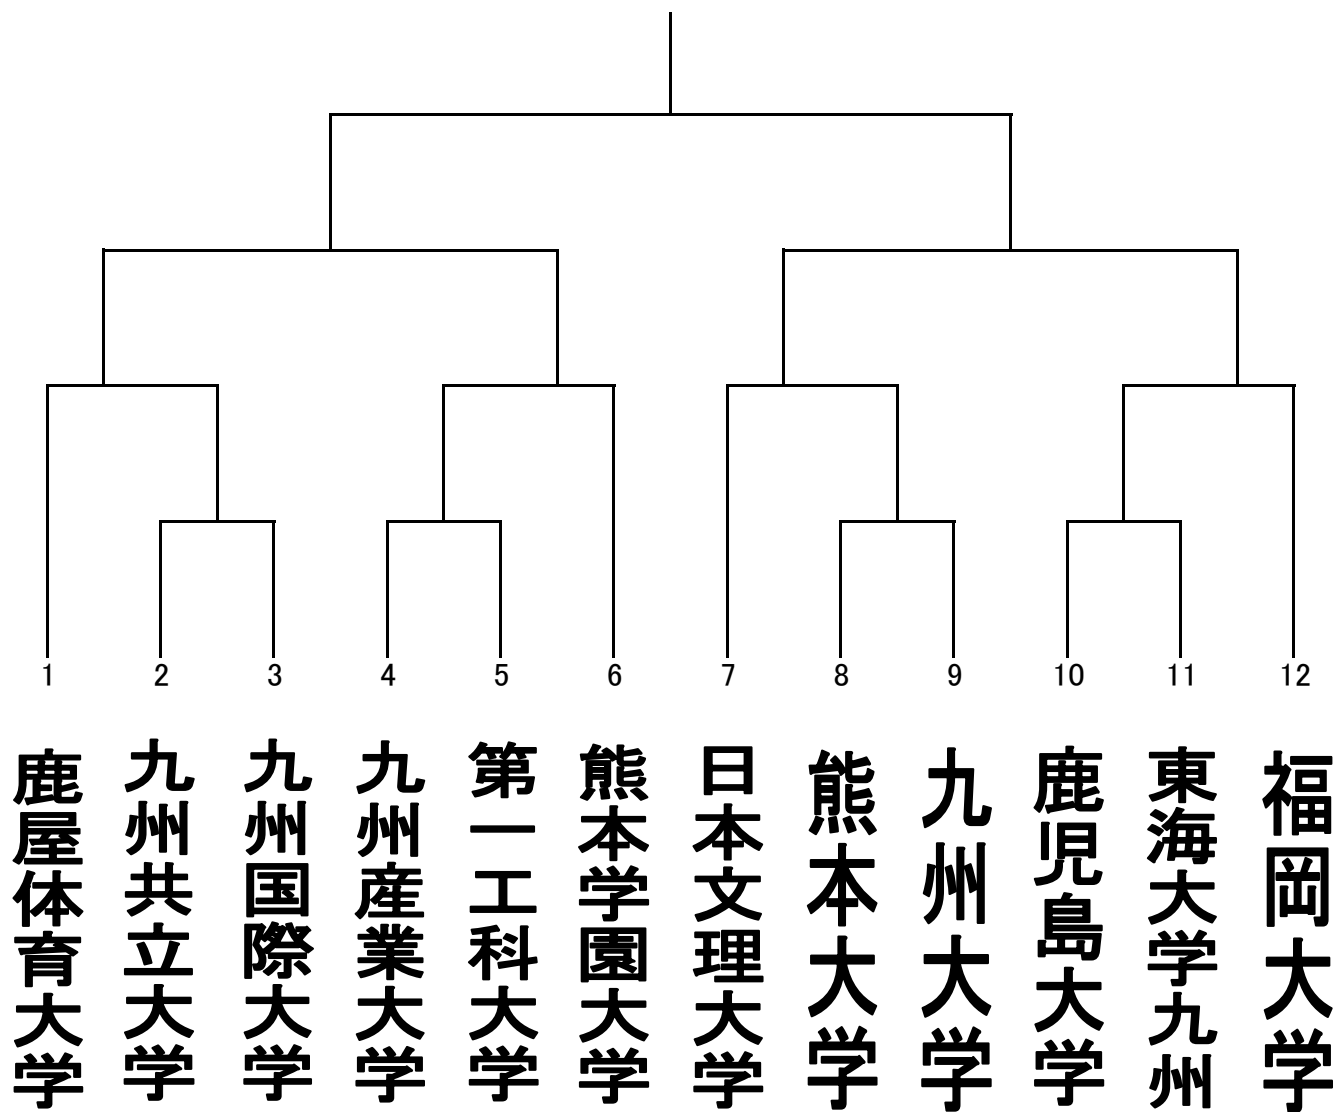 1 2 3 4 5 6 7 8 9 10 11 12
鹿屋体育大学
九州共立大学
九州国際大学
九州産業大学
第一工科大学
熊本学園大学
日本文理大学
熊本大学
九州大学
鹿児島大学
東海大学九州
福岡大学